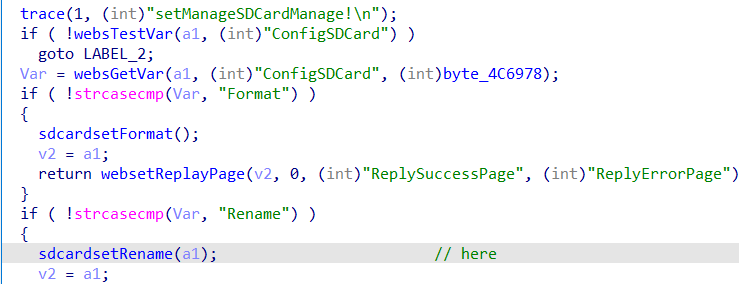 trace(1, (int)"setManageSDCardManage!\n");
if ( !websTestVar(a1, (int)"ConfigSDCard") )
goto LABEL_2;
Var = websGetVar(a1, (int)"ConfigSDCard", (int)byte_4C6978);
if ( !strcasecmp(Var, "Format") )
{
sdcardsetFormat();
v2 = a1;
return websetReplayPage(v2, 0, (int)"ReplySuccessPage", (int)"ReplyErrorPage")
}
if ( !strcasecmp(Var, "Rename") )
{
sdcardsetRename(a1); // here
v2 = a1;